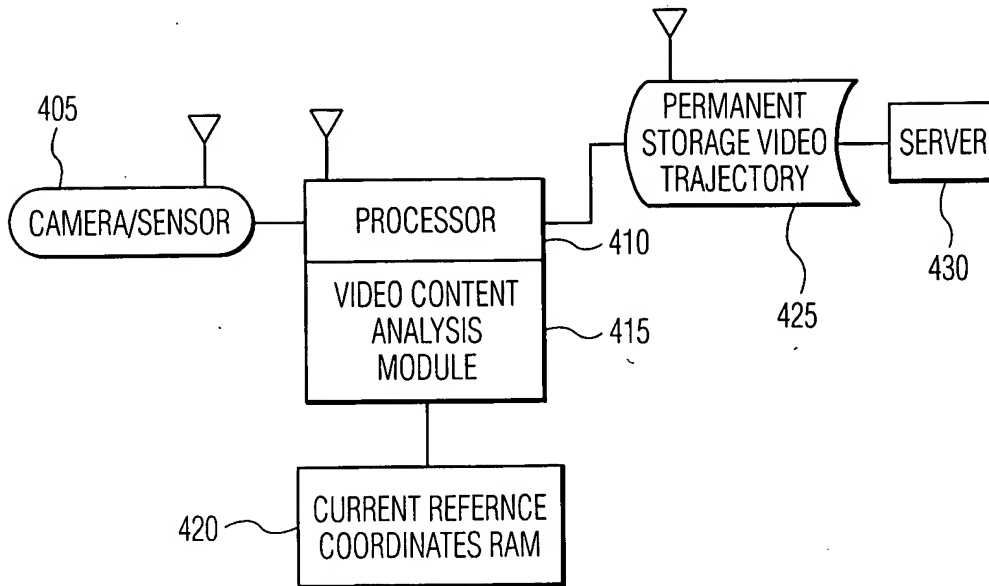 405
CAMERA/SENSOR
PROCESSOR
410
VIDEO CONTENT
ANALYSIS
MODULE
415
420
CURRENT REFERNCE
COORDINATES RAM
PERMANENT
STORAGE VIDEO
TRAJECTORY
425
SERVER
430